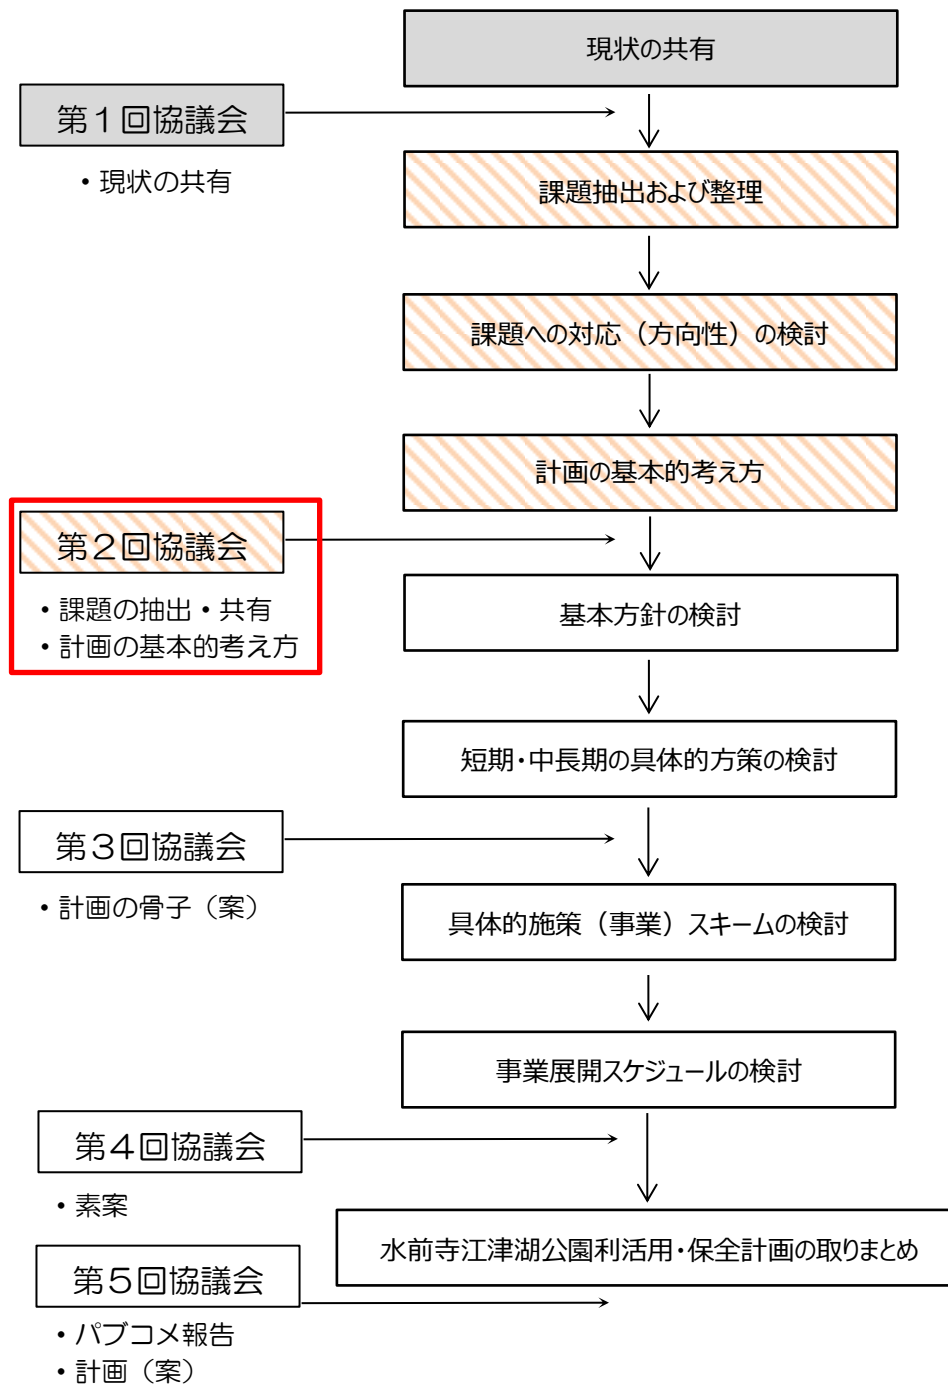 現状の共有
第１回協議会
・現状の共有
課題抽出および整理
課題への対応（方向性）の検討
計画の基本的考え方
第２回協議会
・課題の抽出・共有
・計画の基本的考え方
基本方針の検討
短期・中長期の具体的方策の検討
第３回協議会
・計画の骨子（案）
具体的施策（事業）スキームの検討
事業展開スケジュールの検討
第４回協議会
・素案
水前寺江津湖公園利活用・保全計画の取りまとめ
第５回協議会
・パブコメ報告
・計画（案）